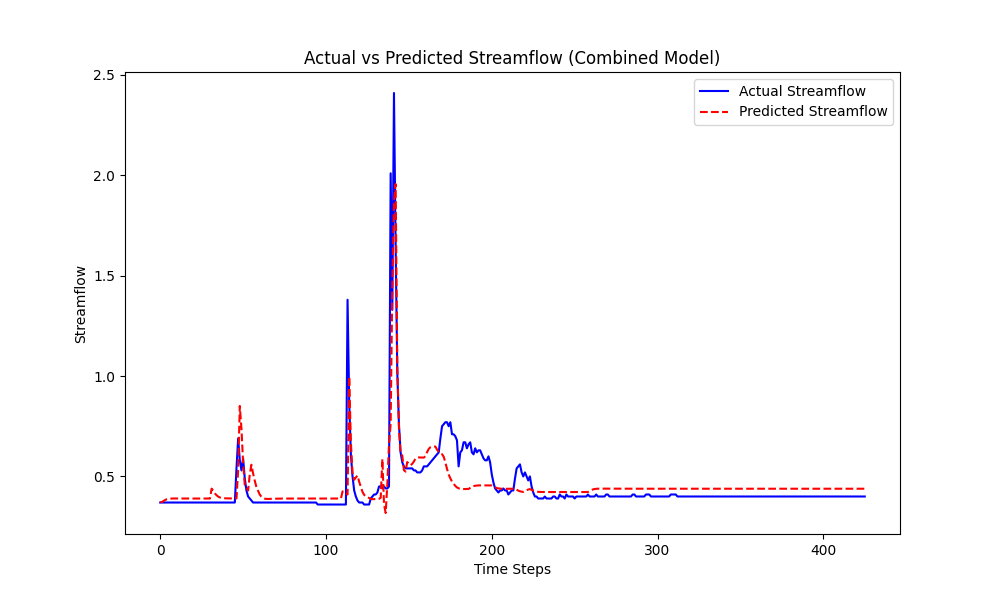 Actual vs Predicted Streamflow (Combined Model)
Actual Streamflow
Predicted Streamflow
2.5
2.0
1.5
1.0
0.5
Streamflow
0
100
200
300
400
Time Steps